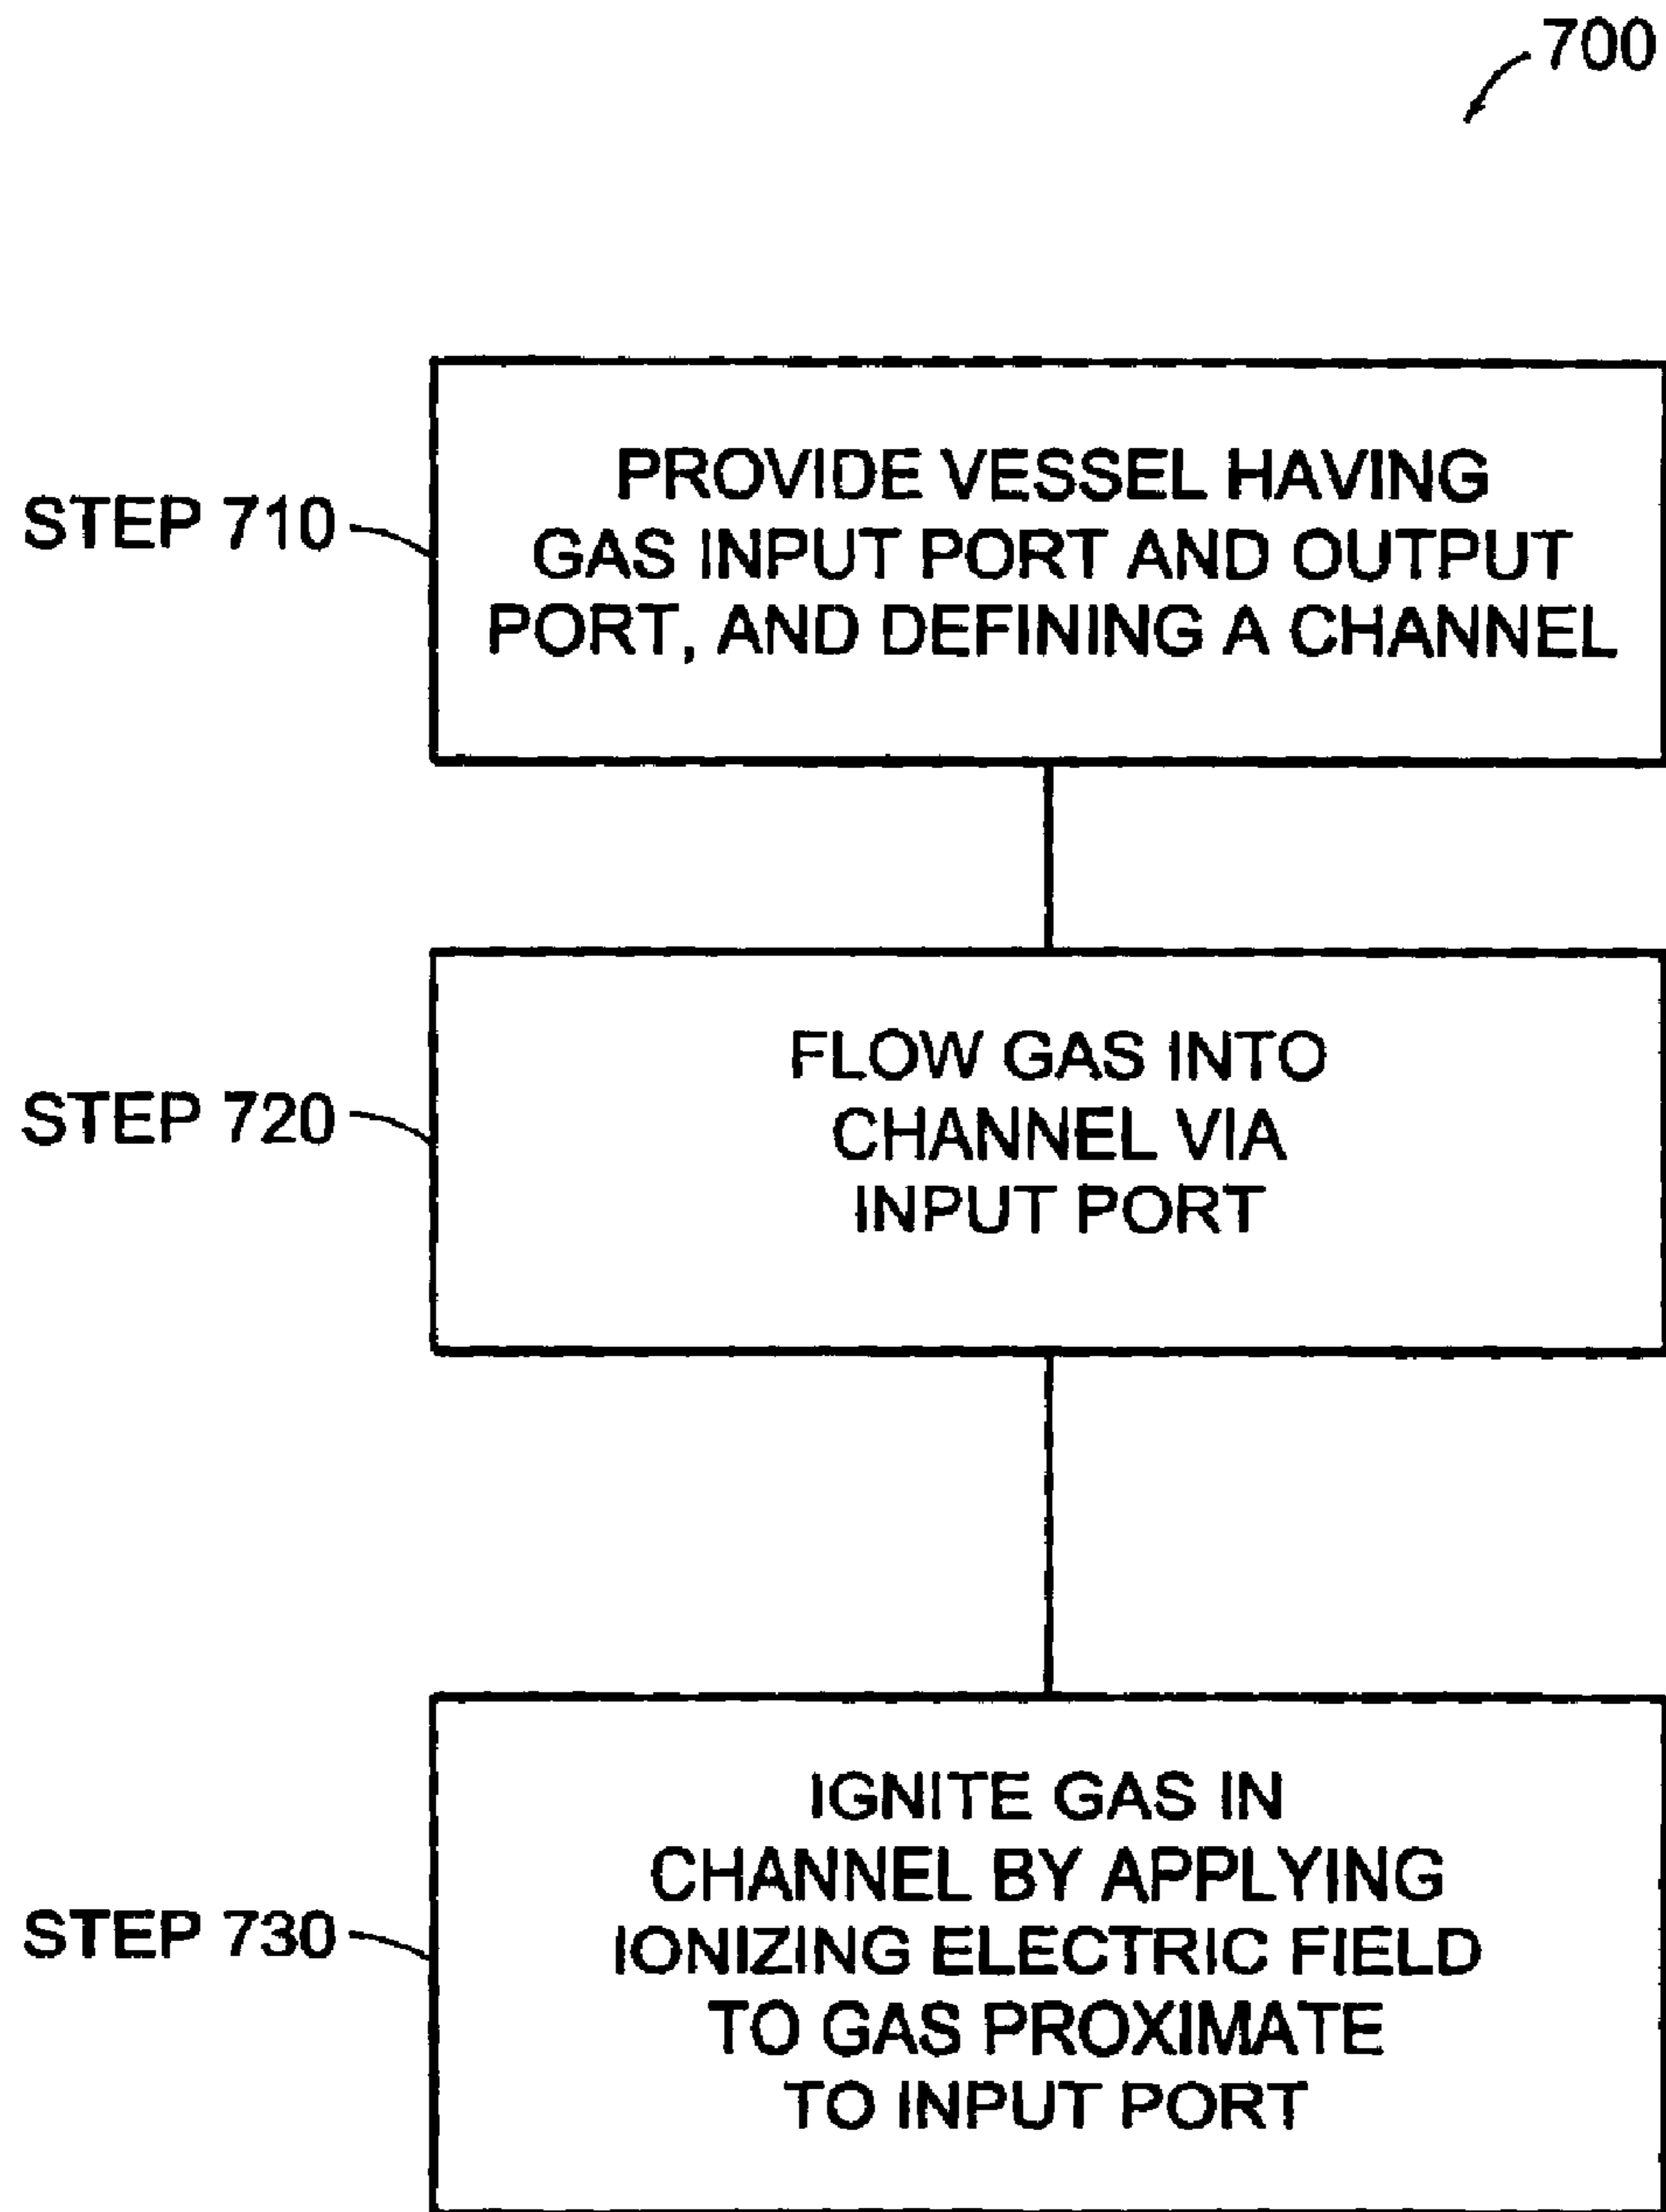 700
STEP 710
PROVIDE VESSEL HAVING
GAS INPUT PORT AND OUTPUT
PORT, AND DEFINING A CHANNEL
STEP 720
FLOW GAS INTO
CHANNEL VIA
INPUT PORT
STEP 730
IGNITE GAS IN
CHANNEL BY APPLYING
IONIZING ELECTRIC FIELD
TO GAS PROXIMATE
TO INPUT PORT